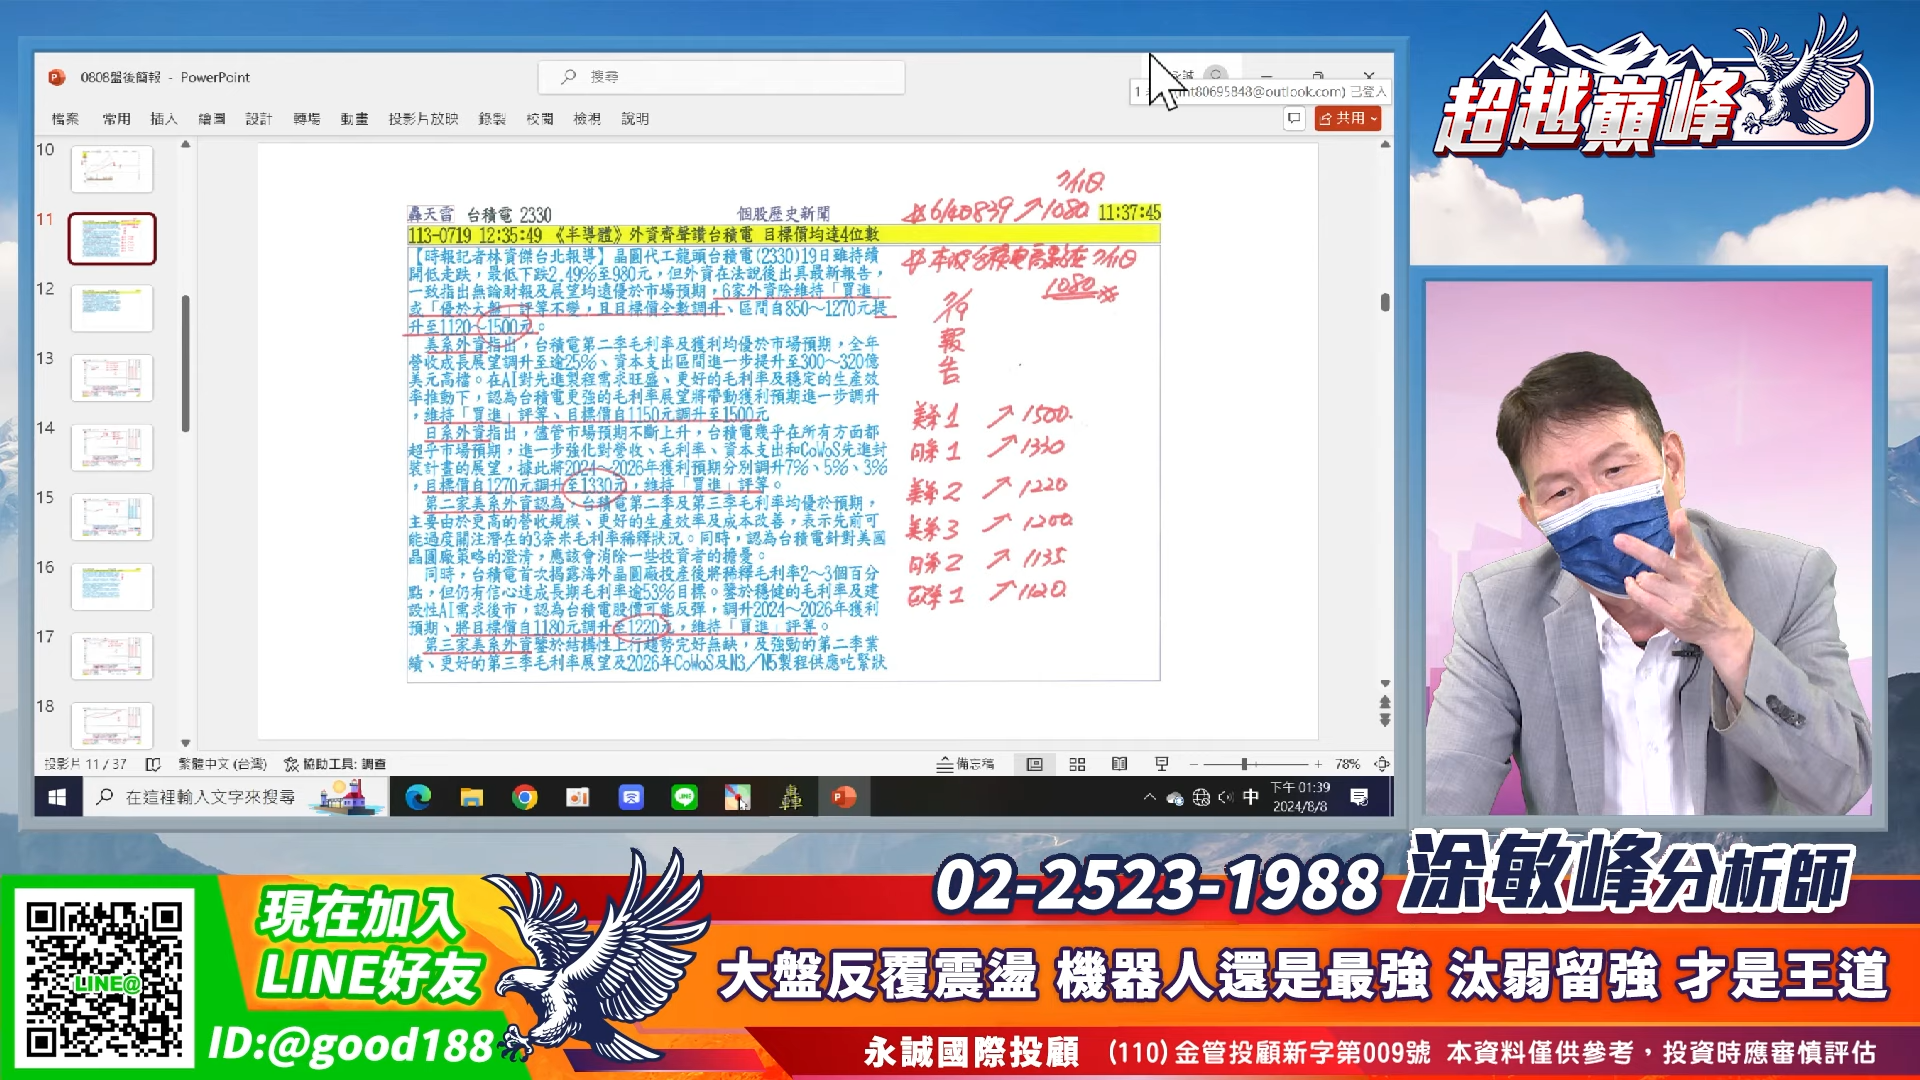 0808盤後簡報 - PowerPoint
搜尋
mt80695848@outlook.com) 已登入
檔案 常用 插入 繪圖 設計 轉場 動畫 投影片放映 錄製 校閱 檢視 說明
共用
超越巔峰
10
11
12
13
14
15
16
17
18
轟天雷 台積電 2330 個股歷史新聞 11:37:45
113-0719 12:35:49 《半導體》外資齊聲讚台積電 目標價均達4位數
【時報記者林資傑台北報導】晶圓代工龍頭台積電(2330)19日雖持續
開低走跌，最低下跌2.49%至980元，但外資在法說後出具最新報告，
一致指出無論財報及展望均遠優於市場預期，6家外資除維持「買進」
或「優於大盤」評等不變，且目標價全數調升、區間自850～1270元提
升至1120～1500元。
美系外資指出，台積電第二季毛利率及獲利均優於市場預期，全年
營收成長展望調升至逾25%、資本支出區間進一步提升至300～320億
美元高檔。在AI對先進製程需求旺盛、更好的毛利率及穩定的生產效
率推動下，認為台積電更強的毛利率展望將帶動獲利預期進一步調升
，維持「買進」評等、目標價自1150元調升至1500元
日系外資指出，儘管市場預期不斷上升，台積電幾乎在所有方面都
超乎市場預期，進一步強化對營收、毛利率、資本支出和CoWoS先進封
裝計畫的展望，據此將2024～2026年獲利預期分別調升7%、5%、3%
，目標價自1270元調升至1330元，維持「買進」評等。
第二家美系外資認為，台積電第二季及第三季毛利率均優於預期，
主要由於更高的營收規模、更好的生產效率及成本改善，表示先前可
能過度關注潛在的3奈米毛利率稀釋狀況。同時，認為台積電針對美國
晶圓廠策略的澄清，應該會消除一些投資者的擔憂。
同時，台積電首次揭露海外晶圓廠投產後將稀釋毛利率2～3個百分
點，但仍有信心達成長期毛利率逾53%目標。鑒於穩健的毛利率及建
設性AI需求後市，認為台積電股價可能反彈，調升2024～2026年獲利
預期、將目標價自1180元調升至1220元，維持「買進」評等。
第三家美系外資鑒於結構性上行趨勢完好無缺，及強勁的第二季業
績、更好的第三季毛利率展望及2026年CoWoS及N3／N5製程供應吃緊狀
1080
1080
報
告
美系1 ↗ 1500
日系1 ↗ 1330
美系2 ↗ 1220
美系3 ↗ 1200
日系2 ↗ 1135
↗ 1120
投影片 11 / 37 繁體中文 (台灣) 協助工具: 調查
備忘稿 78%
在這裡輸入文字來搜尋
轟
中
下午 01:39
2024/8/8
02-2523-1988 涂敏峰分析師
現在加入
LINE好友
LINE@
ID:@good188
大盤反覆震盪 機器人還是最強 汰弱留強 才是王道
永誠國際投顧 (110)金管投顧新字第009號 本資料僅供參考，投資時應審慎評估